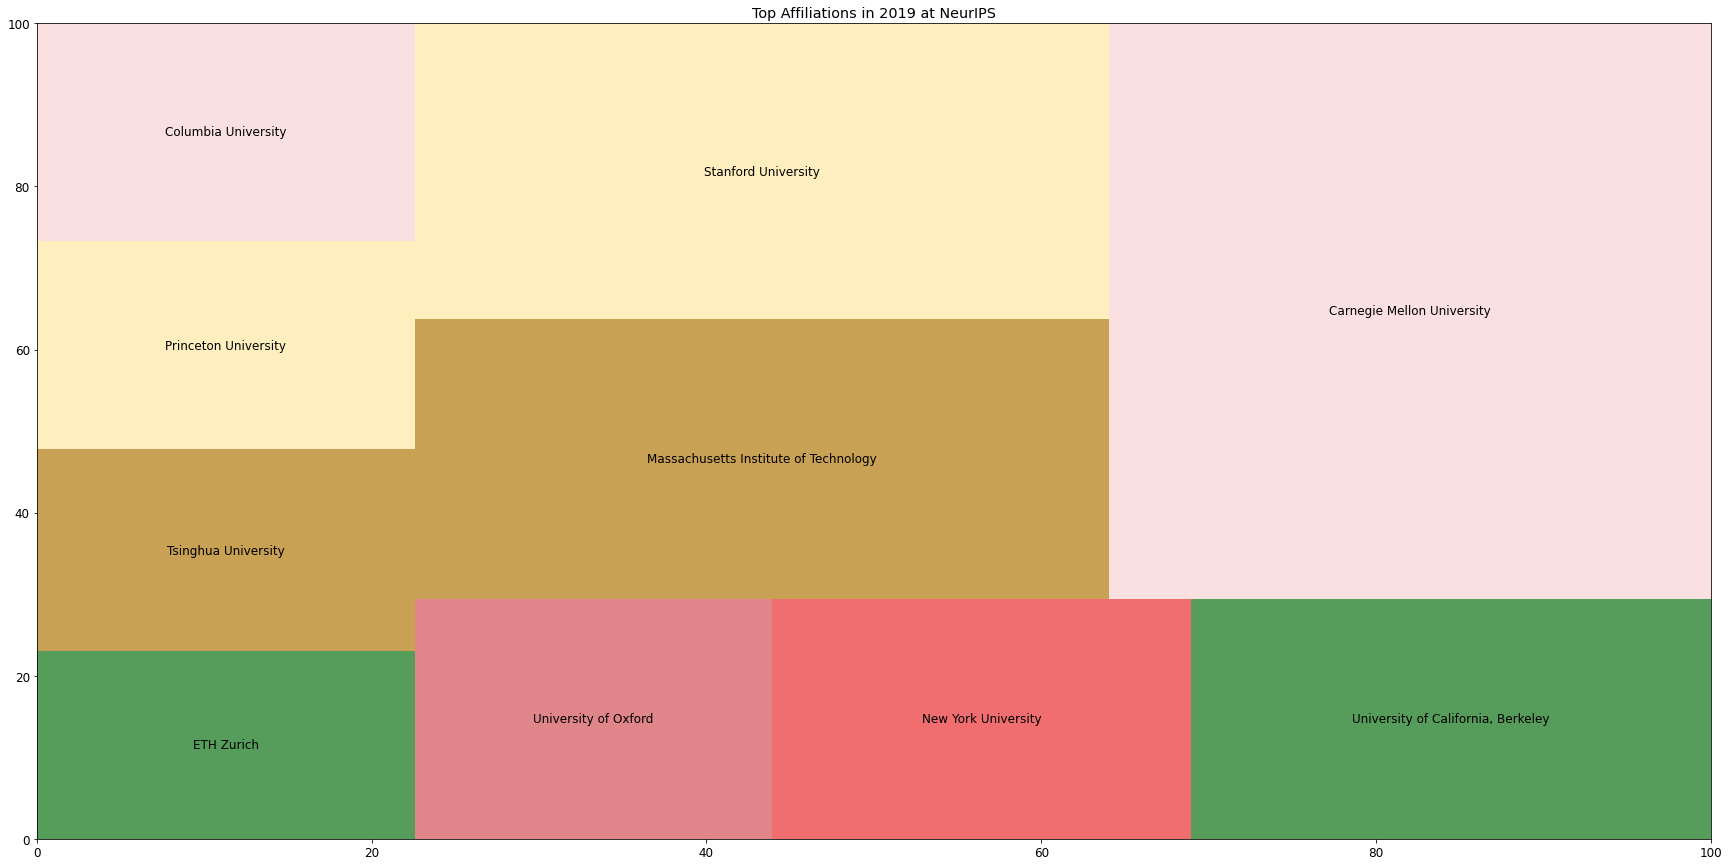 Top Affiliations in 2019 at NeurIPS
100
80
60
40
20
0
Columbia University
Stanford University
Carnegie Mellon University
Princeton University
Massachusetts Institute of Technology
Tsinghua University
University of Oxford
New York University
University of California, Berkeley
ETH Zurich
0 20 40 60 80 100